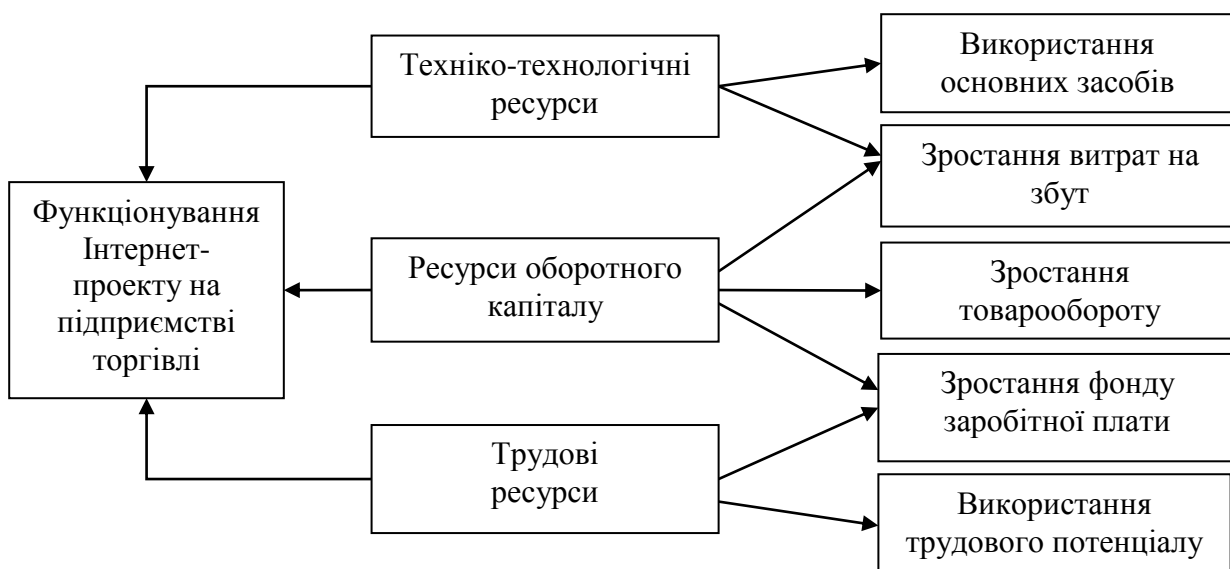 Функціонування
Інтернет-
проекту на
підприємстві
торгівлі
Техніко-технологічні
ресурси
Ресурси оборотного
капіталу
Трудові
ресурси
Використання
основних засобів
Зростання витрат на
збут
Зростання
товарообороту
Зростання фонду
заробітної плати
Використання
трудового потенціалу